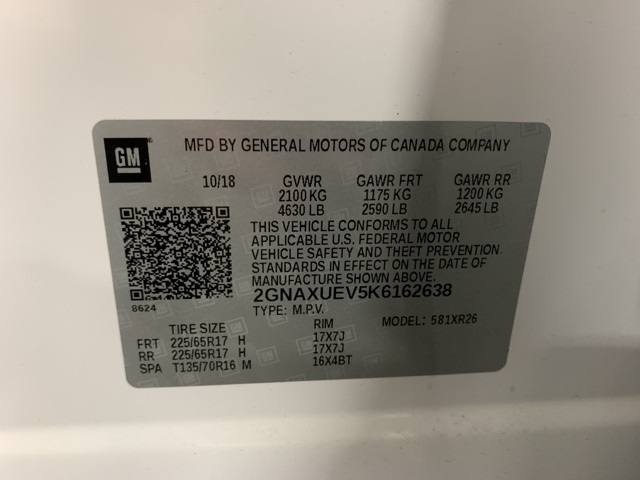 GM
MFD BY GENERAL MOTORS OF CANADA COMPANY
10/18 GVWR GAWR FRT GAWR RR
2100 KG 1175 KG 1200 KG
4630 LB 2590 LB 2645 LB
THIS VEHICLE CONFORMS TO ALL
APPLICABLE U.S. FEDERAL MOTOR
VEHICLE SAFETY AND THEFT PREVENTION
STANDARDS IN EFFECT ON THE DATE OF
MANUFACTURE SHOWN ABOVE.
2GNAXUEV5K6162638
8624
TYPE: M.P.V. MODEL: 581XR26
TIRE SIZE RIM
FRT 225/65R17 H 17X7J
RR 225/65R17 H 17X7J
SPA T135/70R16 M 16X4BT